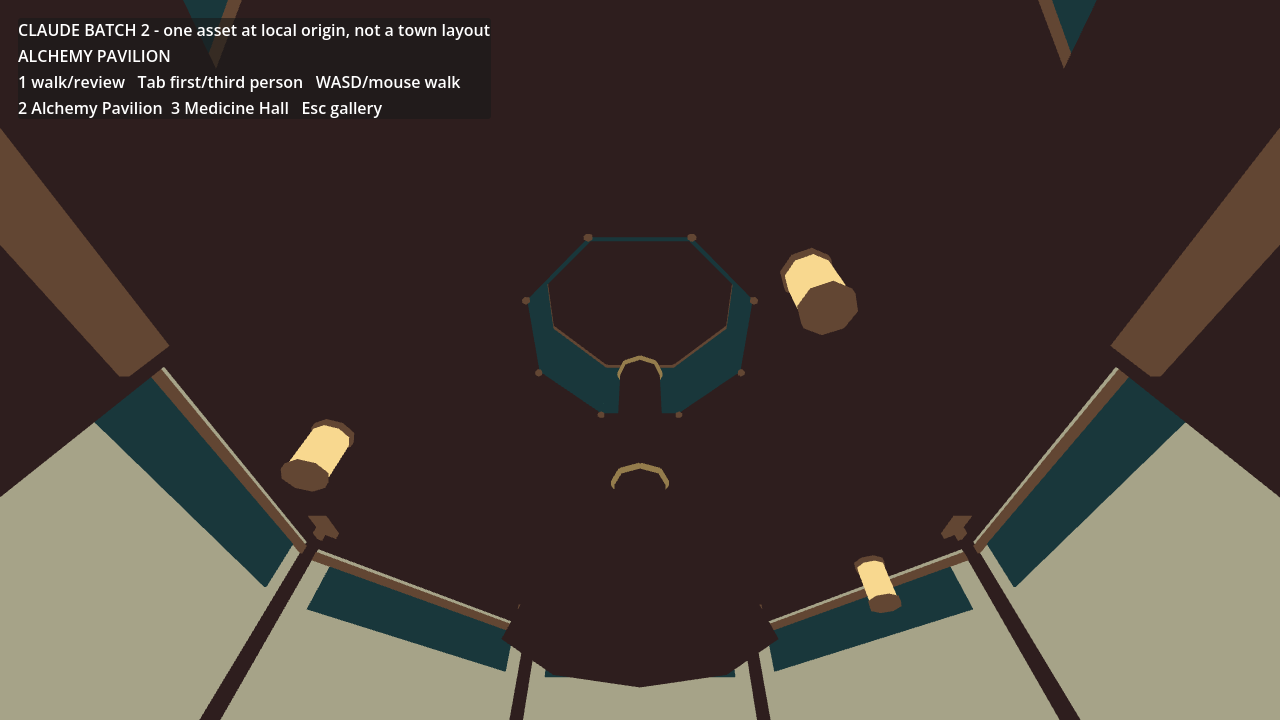 CLAUDE BATCH 2 - one asset at local origin, not a town layout
ALCHEMY PAVILION
1 walk/review   Tab first/third person   WASD/mouse walk
2 Alchemy Pavilion  3 Medicine Hall   Esc gallery